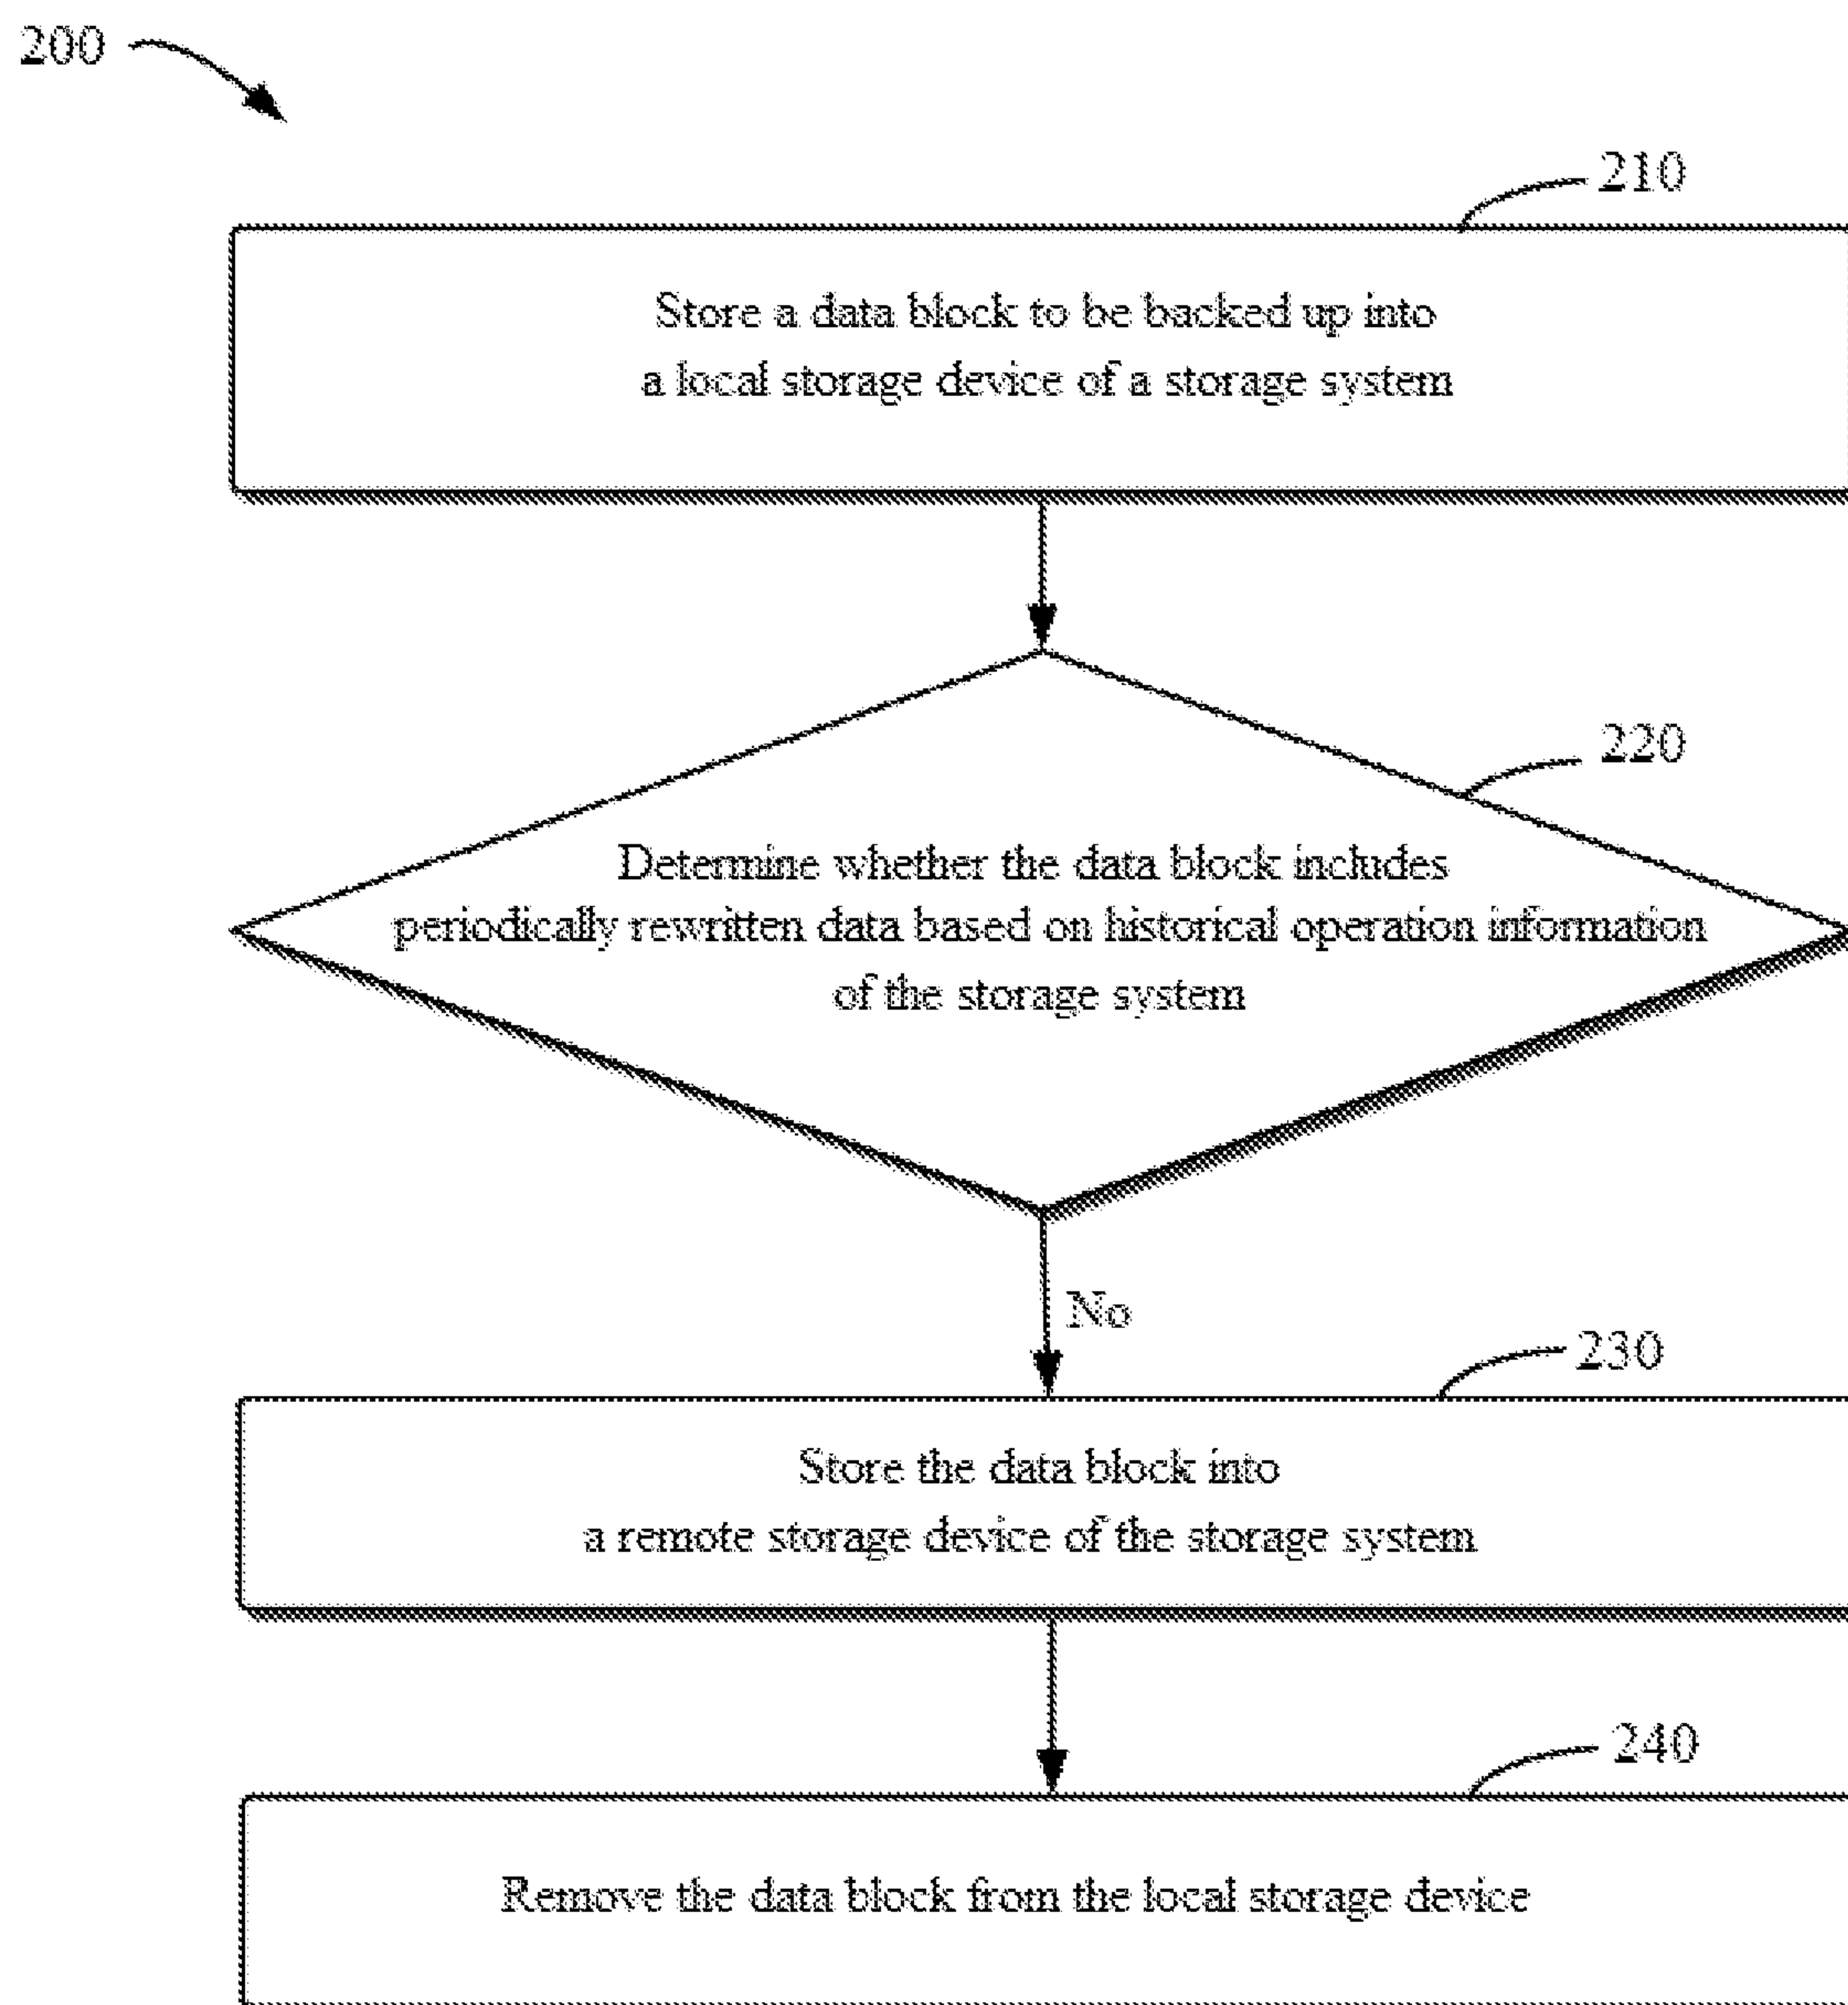 200
210
Store a data block to be backed up into
a local storage device of a storage system
220
Determine whether the data block includes
periodically rewritten data based on historical operation information
of the storage system
No
230
Store the data block into
a remote storage device of the storage system
240
Remove the data block from the local storage device